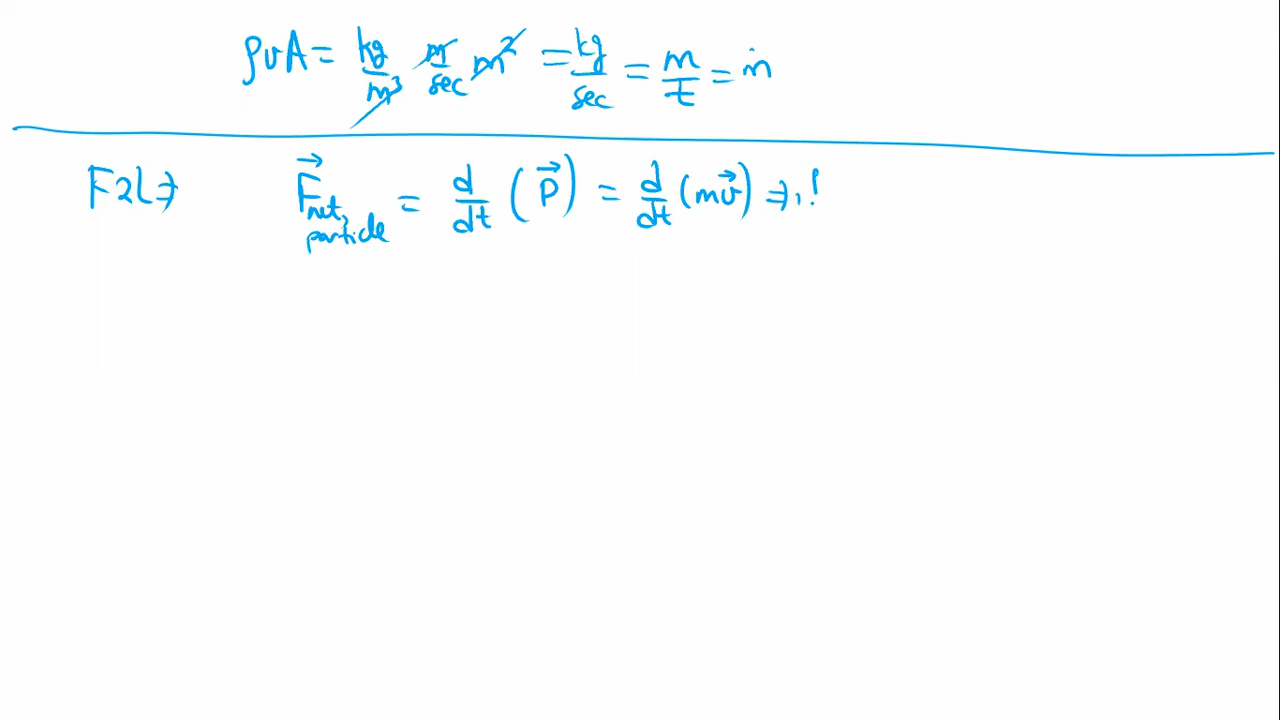 ρvA = kg/m³ m/sec m² = kg/sec = m/t = ṁ
F2L⇒ F⃗net, particle = d/dt (P⃗) = d/dt (mv⃗) ⇒, !